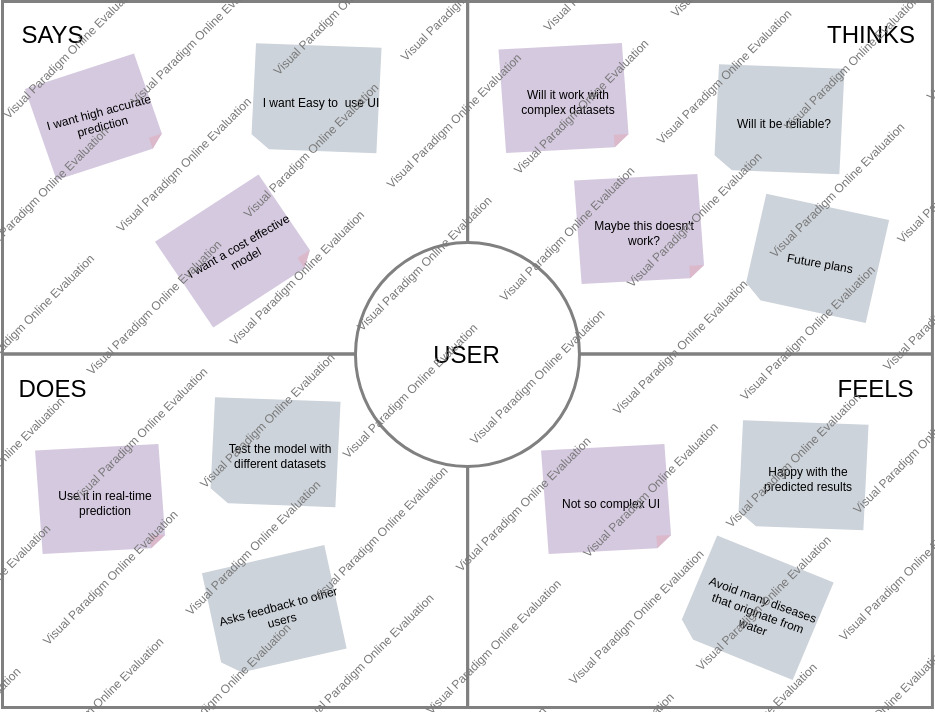 SAYS
I want high accurate
prediction
I want Easy to use UI
I want a cost effective
model
THINKS
Will it work with
complex datasets
Will it be reliable?
Maybe this doesn't
work?
Future plans
USER
DOES
Use it in real-time
prediction
Test the model with
different datasets
Asks feedback to other
users
FEELS
Not so complex UI
Happy with the
predicted results
Avoid many diseases
that originate from
water
Visual Paradigm Online Evaluation